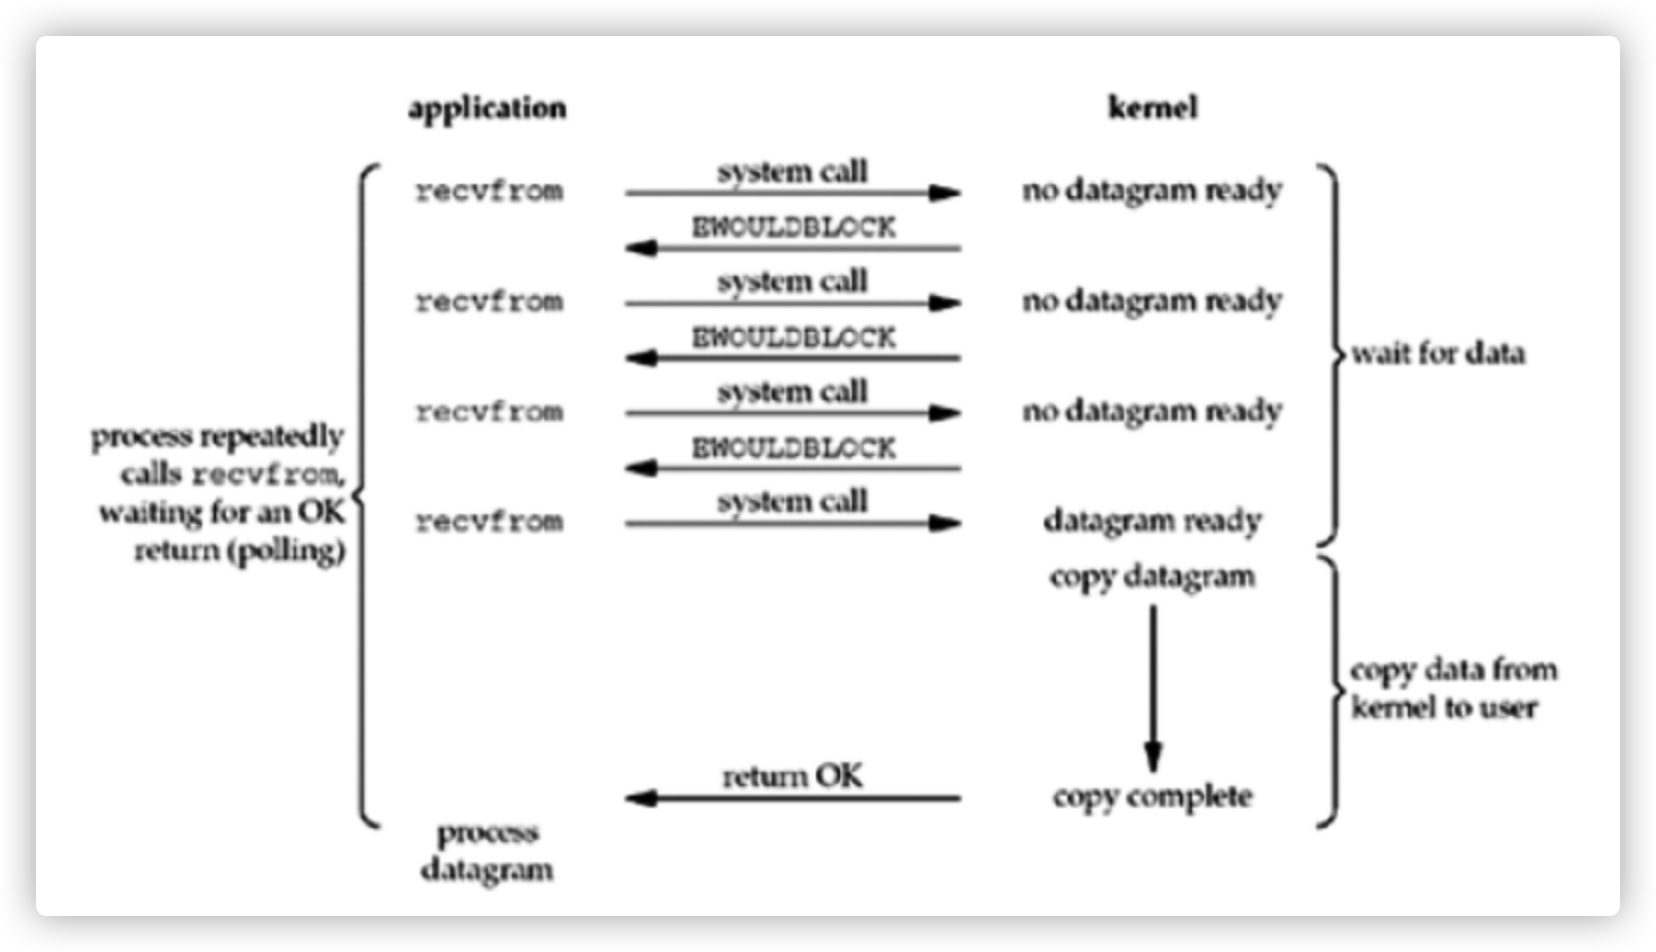 application
kernel
recvfrom
system call
no datagram ready
EWOULDBLOCK
recvfrom
system call
no datagram ready
EWOULDBLOCK
wait for data
recvfrom
system call
no datagram ready
EWOULDBLOCK
process repeatedly
calls recvfrom,
waiting for an OK
return (polling)
recvfrom
system call
datagram ready
copy datagram
copy data from
kernel to user
return OK
copy complete
process
datagram